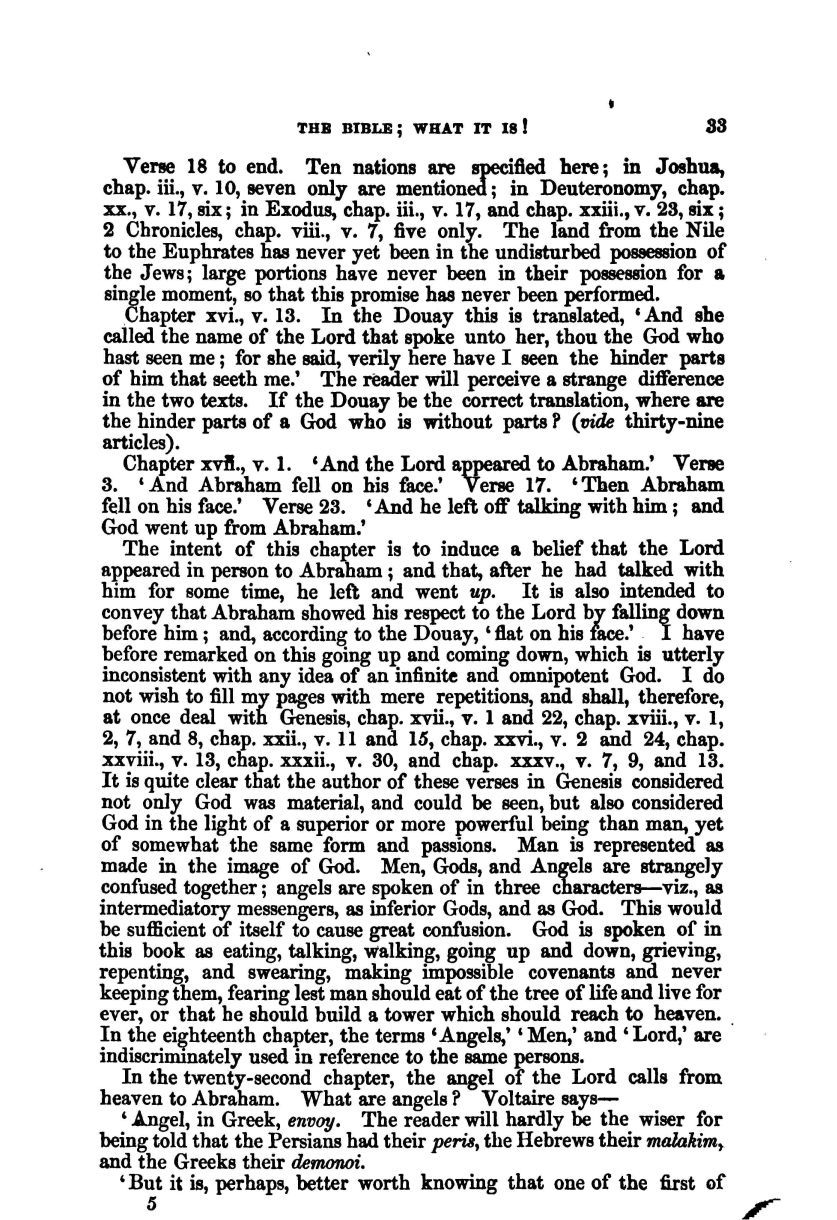 THE BIBLE; WHAT IT IS! 33
Verse 18 to end. Ten nations are specified here; in Joshua,
chap. iii., v. 10, seven only are mentioned; in Deuteronomy, chap.
xx., v. 17, six; in Exodus, chap. iii., v. 17, and chap. xxiii., v. 23, six;
2 Chronicles, chap. viii., v. 7, five only. The land from the Nile
to the Euphrates has never yet been in the undisturbed possession of
the Jews; large portions have never been in their possession for a
single moment, so that this promise has never been performed.
Chapter xvi., v. 13. In the Douay this is translated, ‘And she
called the name of the Lord that spoke unto her, thou the God who
hast seen me; for she said, verily here have I seen the hinder parts
of him that seeth me.’ The reader will perceive a strange difference
in the two texts. If the Douay be the correct translation, where are
the hinder parts of a God who is without parts? (vide thirty-nine
articles).
Chapter xvii., v. 1. ‘And the Lord appeared to Abraham.’ Verse
3. ‘And Abraham fell on his face.’ Verse 17. ‘Then Abraham
fell on his face.’ Verse 23. ‘And he left off talking with him; and
God went up from Abraham.’
The intent of this chapter is to induce a belief that the Lord
appeared in person to Abraham; and that, after he had talked with
him for some time, he left and went up. It is also intended to
convey that Abraham showed his respect to the Lord by falling down
before him; and, according to the Douay, ‘flat on his face.’ I have
before remarked on this going up and coming down, which is utterly
inconsistent with any idea of an infinite and omnipotent God. I do
not wish to fill my pages with mere repetitions, and shall, therefore,
at once deal with Genesis, chap. xvii., v. 1 and 22, chap. xviii., v. 1,
2, 7, and 8, chap. xxii., v. 11 and 15, chap. xxvi., v. 2 and 24, chap.
xxviii., v. 13, chap. xxxii., v. 30, and chap. xxxv., v. 7, 9, and 13.
It is quite clear that the author of these verses in Genesis considered
not only God was material, and could be seen, but also considered
God in the light of a superior or more powerful being than man, yet
of somewhat the same form and passions. Man is represented as
made in the image of God. Men, Gods, and Angels are strangely
confused together; angels are spoken of in three characters—viz., as
intermediatory messengers, as inferior Gods, and as God. This would
be sufficient of itself to cause great confusion. God is spoken of in
this book as eating, talking, walking, going up and down, grieving,
repenting, and swearing, making impossible covenants and never
keeping them, fearing lest man should eat of the tree of life and live for
ever, or that he should build a tower which should reach to heaven.
In the eighteenth chapter, the terms ‘Angels,’ ‘Men,’ and ‘Lord,’ are
indiscriminately used in reference to the same persons.
In the twenty-second chapter, the angel of the Lord calls from
heaven to Abraham. What are angels? Voltaire says—
‘Angel, in Greek, envoy. The reader will hardly be the wiser for
being told that the Persians had their peris, the Hebrews their malakim,
and the Greeks their demonoi.
‘But it is, perhaps, better worth knowing that one of the first of
5